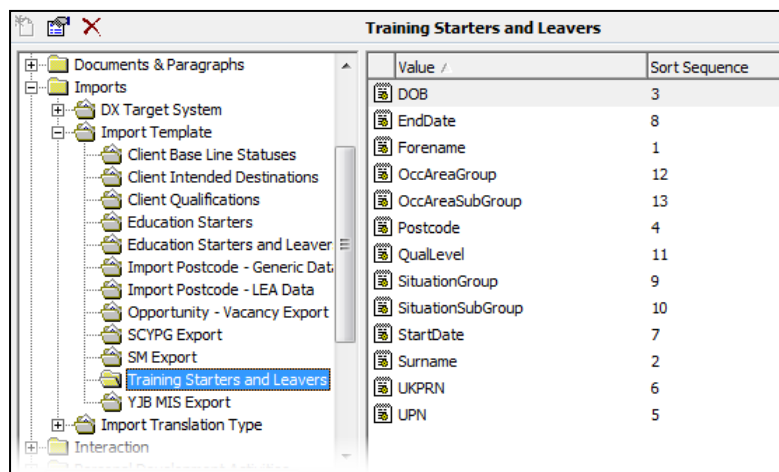 Training Starters and Leavers
Documents & Paragraphs
Imports
DX Target System
Import Template
Client Base Line Statuses
Client Intended Destinations
Client Qualifications
Education Starters
Education Starters and Leaver
Import Postcode - Generic Dat
Import Postcode - LEA Data
Opportunity - Vacancy Export
SCYPG Export
SM Export
Training Starters and Leavers
YJB MIS Export
Import Translation Type
Interaction
Value Sort Sequence
DOB 3
EndDate 8
Forename 1
OccAreaGroup 12
OccAreaSubGroup 13
Postcode 4
QualLevel 11
SituationGroup 9
SituationSubGroup 10
StartDate 7
Surname 2
UKPRN 6
UPN 5